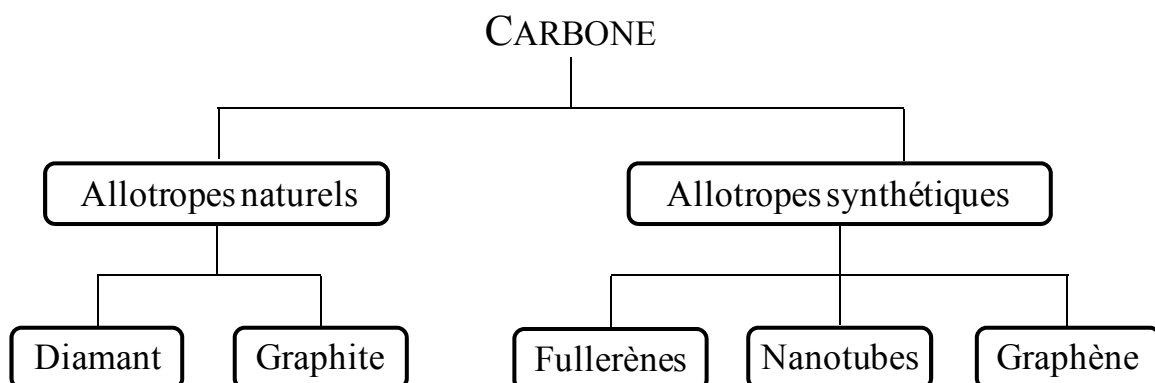 CARBONE
Allotropes naturels
Allotropes synthétiques
Diamant
Graphite
Fullerènes
Nanotubes
Graphène